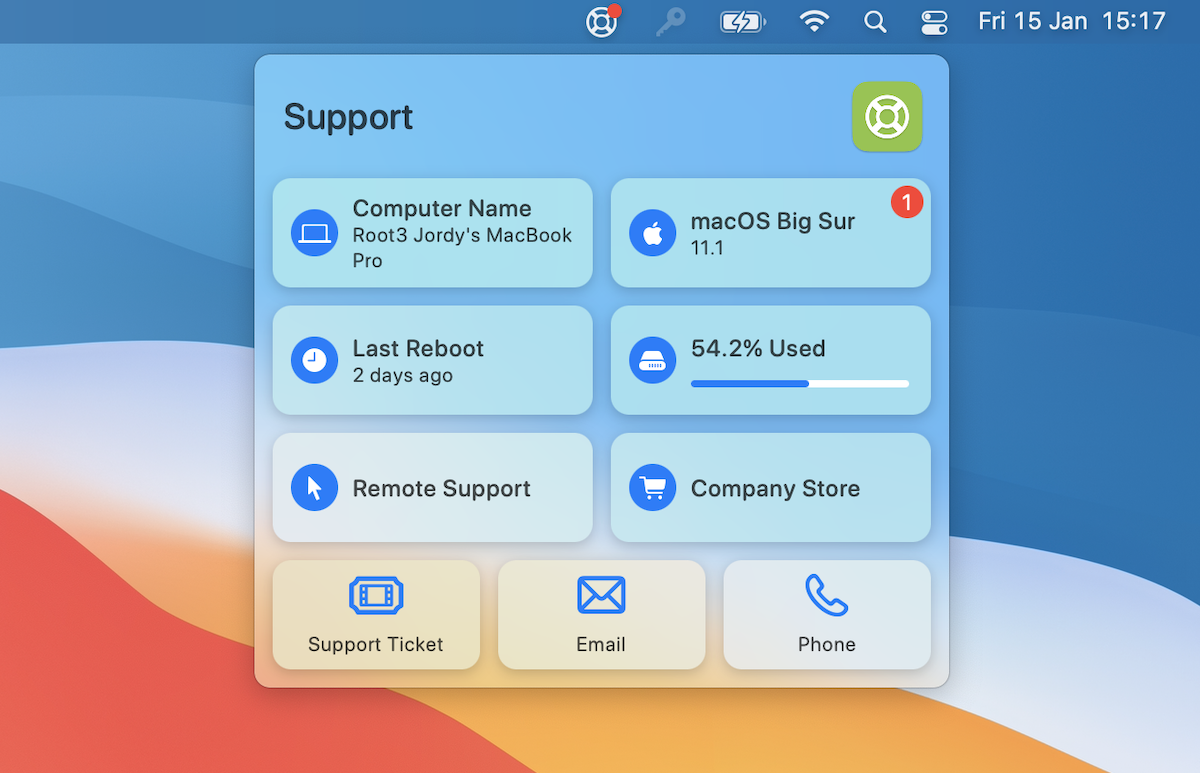 Fri 15 Jan 15:17
Support
Computer Name
Root3 Jordy's MacBook
Pro
1
macOS Big Sur
11.1
Last Reboot
2 days ago
54.2% Used
Remote Support
Company Store
Support Ticket
Email
Phone